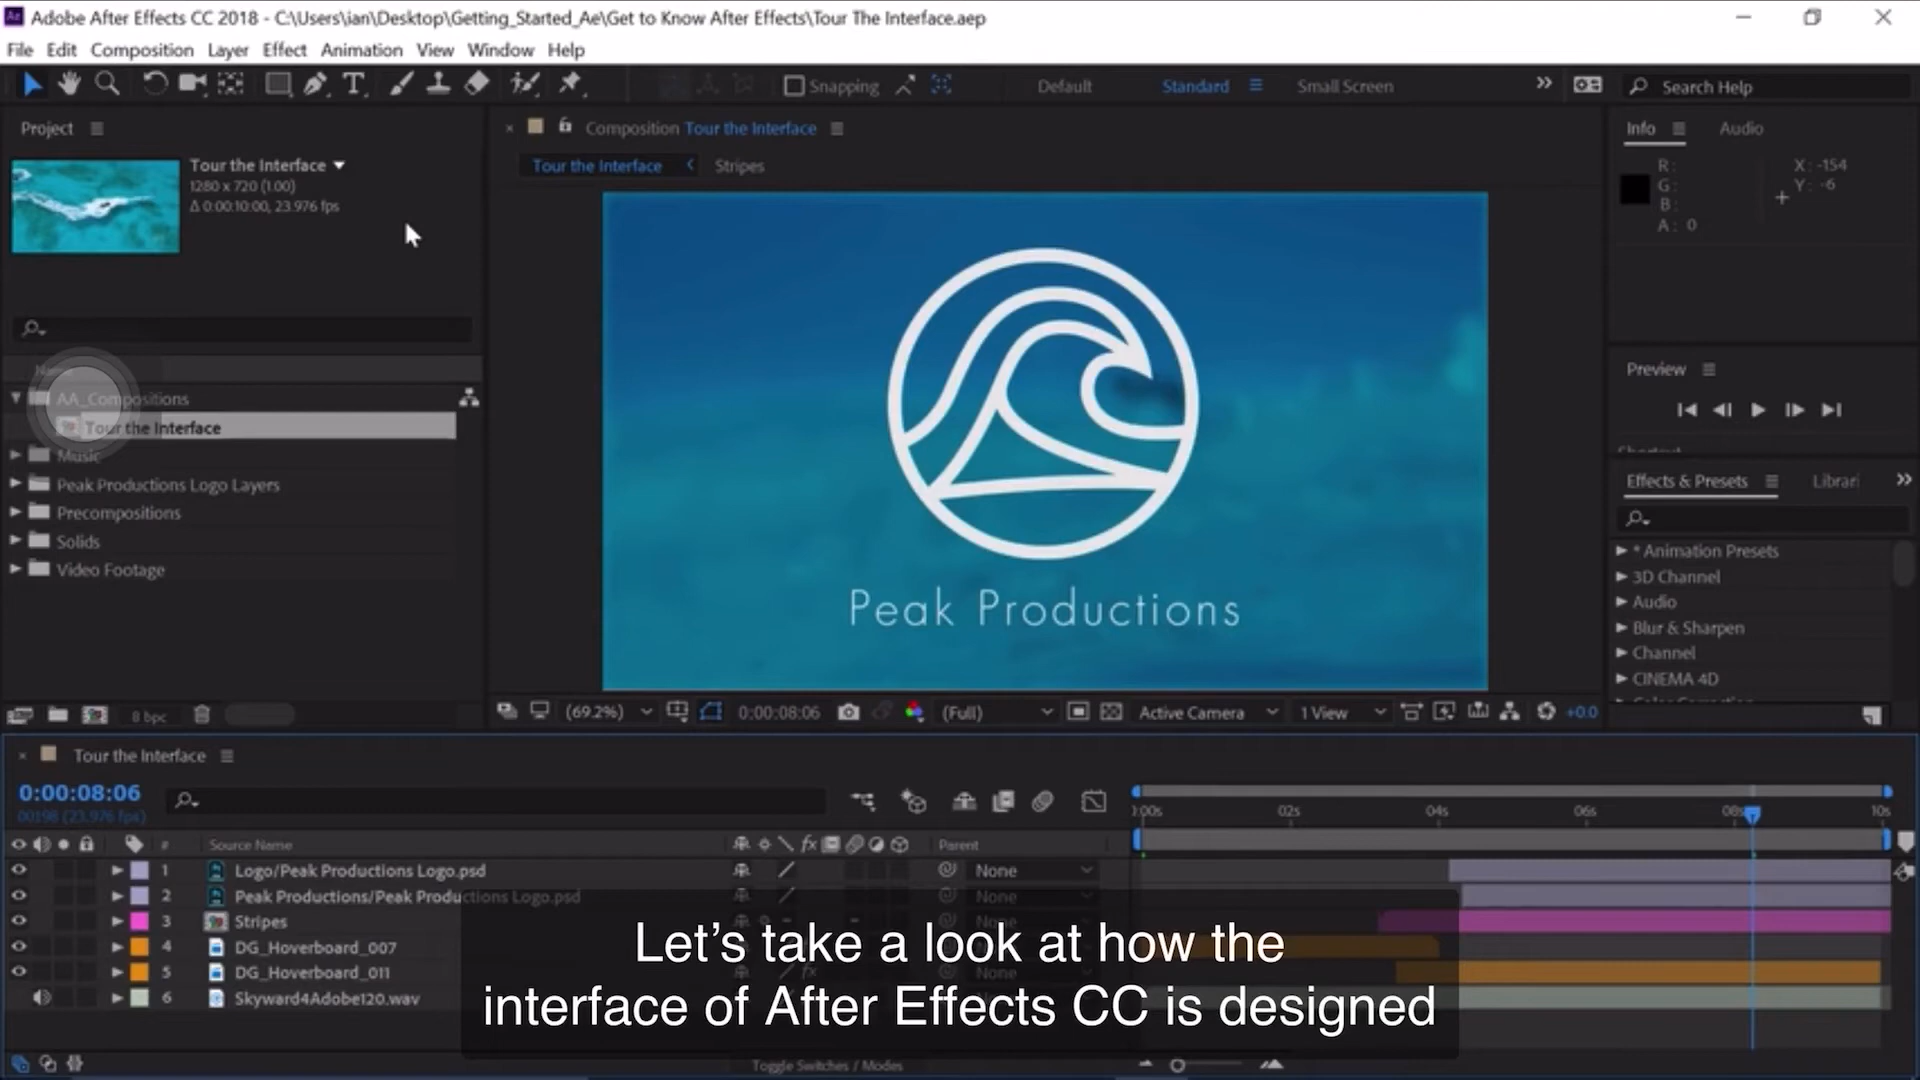 Adobe After Effects CC 2018 - C:\Users\ian\Desktop\Getting_Started_Ae\Get to Know After Effects\Tour The Interface.aep
File Edit Composition Layer Effect Animation View Window Help
Snapping Default Standard Small Screen Search Help
Project
Composition Tour the Interface
Info Audio
Tour the Interface
1280 x 720 (1.00)
Δ 0:00:10:00, 23.976 fps
Tour the Interface Stripes
R: X: -154
G: Y: -6
B:
A: 0
Name
AA_Compositions
Tour the Interface
Music
Peak Productions Logo Layers
Precompositions
Solids
Video Footage
Peak Productions
Preview
Shortcut
Effects & Presets Librari
* Animation Presets
3D Channel
Audio
Blur & Sharpen
Channel
CINEMA 4D
Color Correction
8 bpc
(69.2%) 0:00:08:06 (Full) Active Camera 1 View +0.0
Tour the Interface
0:00:08:06
00198 (23.976 fps)
:00s 02s 04s 06s 08s 10s
# Source Name fx Parent
1 Logo/Peak Productions Logo.psd None
2 Peak Productions/Peak Productions Logo.psd None
3 Stripes None
4 DG_Hoverboard_007
5 DG_Hoverboard_011 fx None
6 Skyward4Adobe120.wav
Let’s take a look at how the
interface of After Effects CC is designed
Toggle Switches / Modes